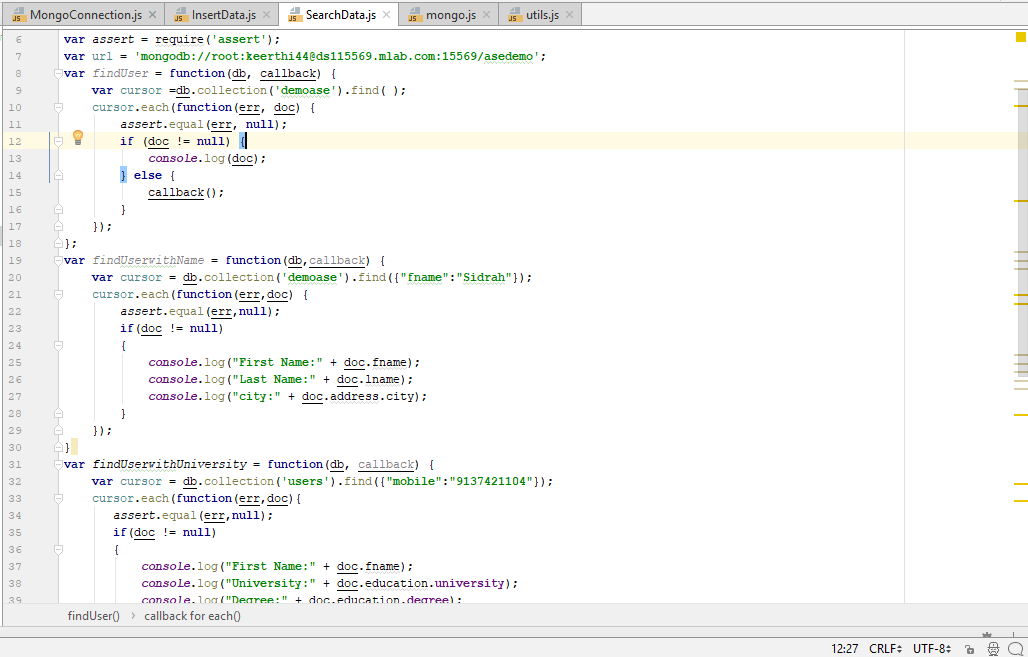 MongoConnection.js InsertData.js SearchData.js mongo.js utils.js
6 var assert = require('assert');
7 var url = 'mongodb://root:keerthi44@ds115569.mlab.com:15569/asedemo';
8 var findUser = function(db, callback) {
9 var cursor =db.collection('demoase').find( );
10 cursor.each(function(err, doc) {
11 assert.equal(err, null);
12 if (doc != null) {
13 console.log(doc);
14 } else {
15 callback();
16 }
17 });
18 };
19 var findUserwithName = function(db,callback) {
20 var cursor = db.collection('demoase').find({"fname":"Sidrah"});
21 cursor.each(function(err,doc) {
22 assert.equal(err,null);
23 if(doc != null)
24 {
25 console.log("First Name:" + doc.fname);
26 console.log("Last Name:" + doc.lname);
27 console.log("city:" + doc.address.city);
28 }
29 });
30 }
31 var findUserwithUniversity = function(db, callback) {
32 var cursor = db.collection('users').find({"mobile":"9137421104"});
33 cursor.each(function(err,doc){
34 assert.equal(err,null);
35 if(doc != null)
36 {
37 console.log("First Name:" + doc.fname);
38 console.log("University:" + doc.education.university);
39 console.log("Degree:" + doc.education.degree);
findUser() callback for each()
12:27 CRLF UTF-8